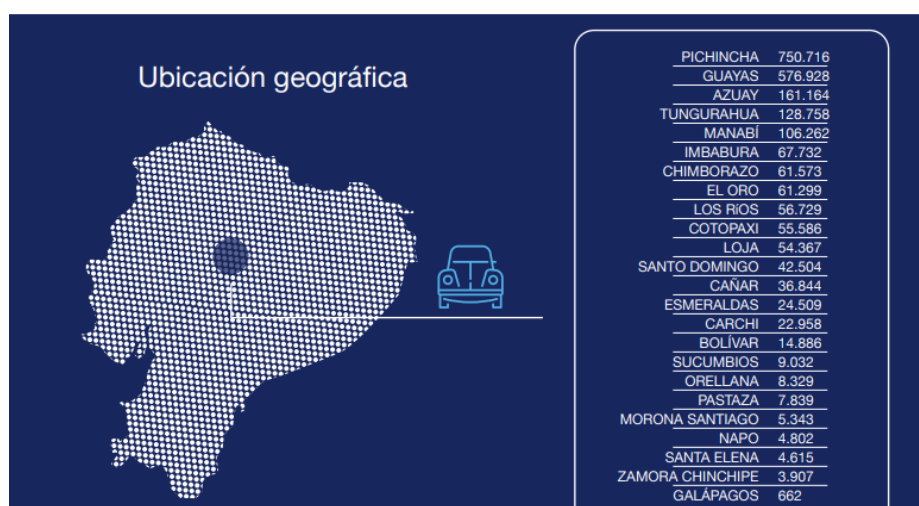 Ubicación geográfica
PICHINCHA 750.716
GUAYAS 576.928
AZUAY 161.164
TUNGURAHUA 128.758
MANABÍ 106.262
IMBABURA 67.732
CHIMBORAZO 61.573
EL ORO 61.299
LOS RíOS 56.729
COTOPAXI 55.586
LOJA 54.367
SANTO DOMINGO 42.504
CAÑAR 36.844
ESMERALDAS 24.509
CARCHI 22.958
BOLÍVAR 14.886
SUCUMBIOS 9.032
ORELLANA 8.329
PASTAZA 7.839
MORONA SANTIAGO 5.343
NAPO 4.802
SANTA ELENA 4.615
ZAMORA CHINCHIPE 3.907
GALÁPAGOS 662